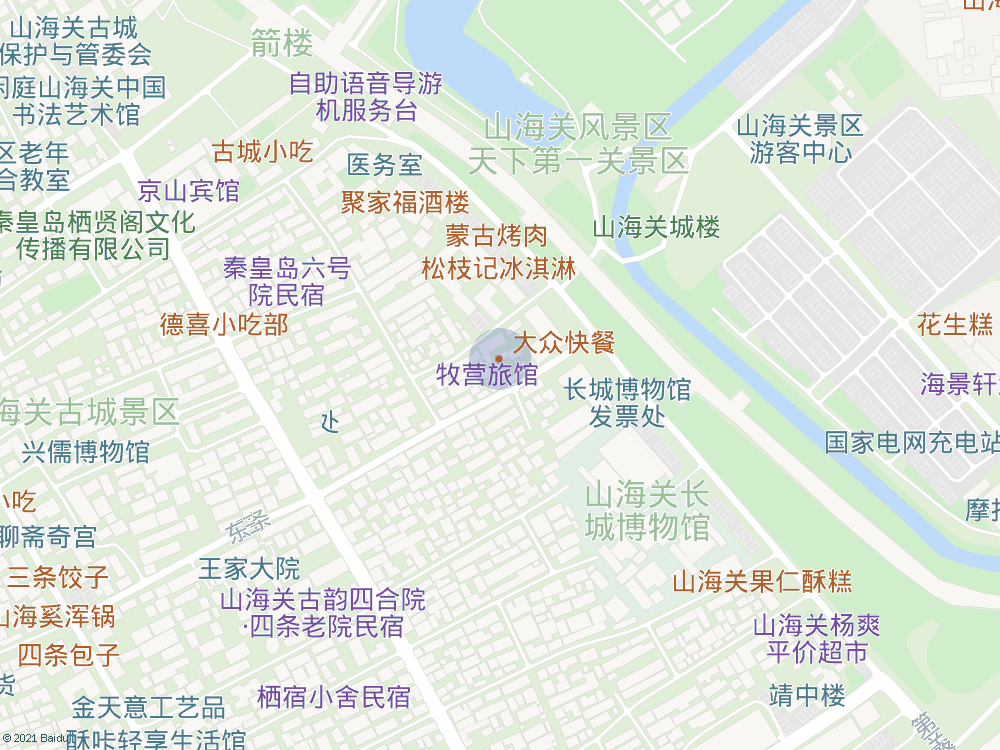 山海关古城
保护与管委会
闲庭山海关中国
书法艺术馆
箭楼
自助语音导游
机服务台
山海关风景区
天下第一关景区
山海关景区
游客中心
区老年
合教室
古城小吃
医务室
京山宾馆
聚家福酒楼
秦皇岛栖贤阁文化
传播有限公司
蒙古烤肉
山海关城楼
秦皇岛六号
院民宿
松枝记冰淇淋
德喜小吃部
大众快餐
花生糕
牧营旅馆
长城博物馆
发票处
海景轩
海关古城景区
处
兴儒博物馆
国家电网充电站
小吃
山海关长
城博物馆
东条
聊斋奇宫
三条饺子
王家大院
山海关果仁酥糕
山海奚浑锅
山海关古韵四合院
·四条老院民宿
山海关杨爽
平价超市
四条包子
货
栖宿小舍民宿
靖中楼
金天意工艺品
酥咔轻享生活馆
© 2021 Baidu